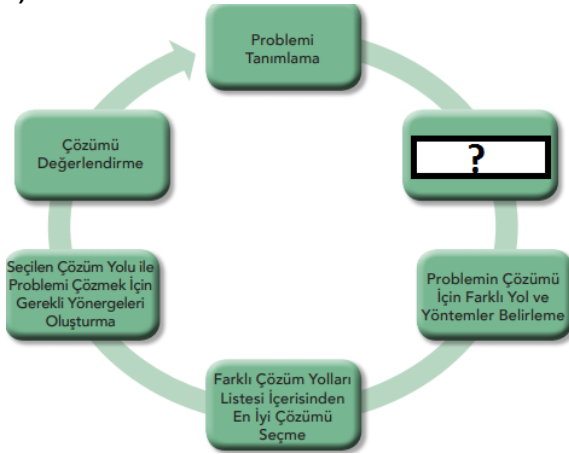 )
Problemi
Tanımlama
?
Problemin Çözümü
İçin Farklı Yol ve
Yöntemler Belirleme
Farklı Çözüm Yolları
Listesi İçerisinden
En İyi Çözümü
Seçme
Seçilen Çözüm Yolu ile
Problemi Çözmek İçin
Gerekli Yönergeleri
Oluşturma
Çözümü
Değerlendirme